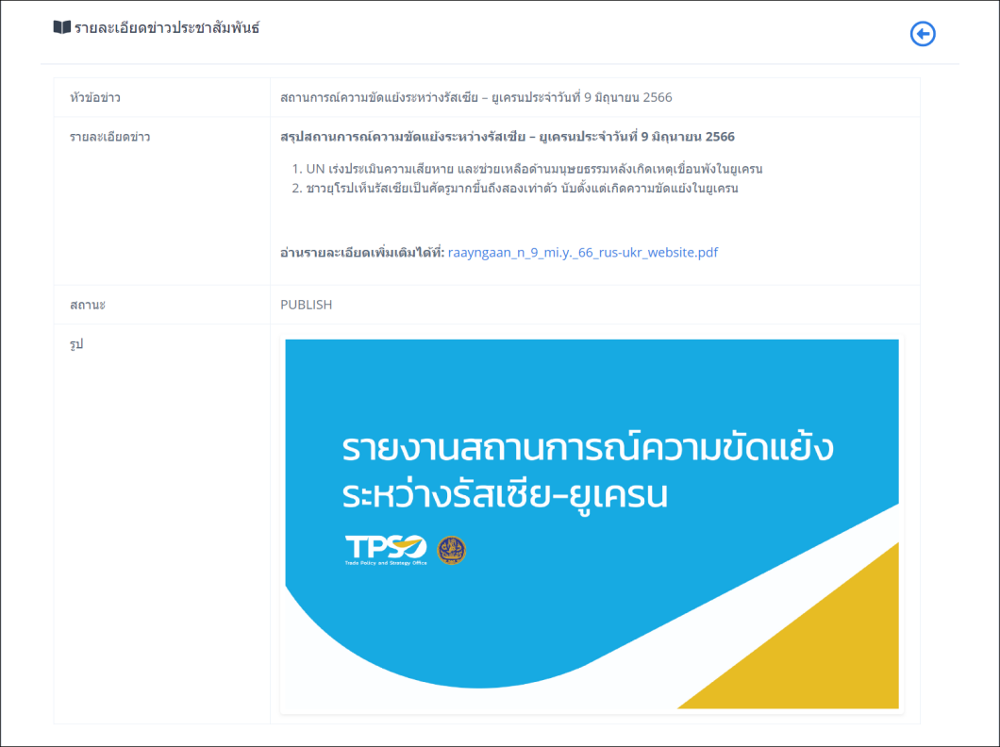 รายละเอียดข่าวประชาสัมพันธ์
หัวข้อข่าว
สถานการณ์ความขัดแย้งระหว่างรัสเซีย – ยูเครนประจำวันที่ 9 มิถุนายน 2566
รายละเอียดข่าว
สรุปสถานการณ์ความขัดแย้งระหว่างรัสเซีย – ยูเครนประจำวันที่ 9 มิถุนายน 2566
1. UN เร่งประเมินความเสียหาย และช่วยเหลือด้านมนุษยธรรมหลังเกิดเหตุเขื่อนพังในยูเครน
2. ชาวยุโรปเห็นรัสเซียเป็นศัตรูมากขึ้นถึงสองเท่าตัว นับตั้งแต่เกิดความขัดแย้งในยูเครน
อ่านรายละเอียดเพิ่มเติมได้ที่: raayngaan_n_9_mi.y._66_rus-ukr_website.pdf
สถานะ
PUBLISH
รูป
รายงานสถานการณ์ความขัดแย้ง
ระหว่างรัสเซีย-ยูเครน
TPSO
Trade Policy and Strategy Office